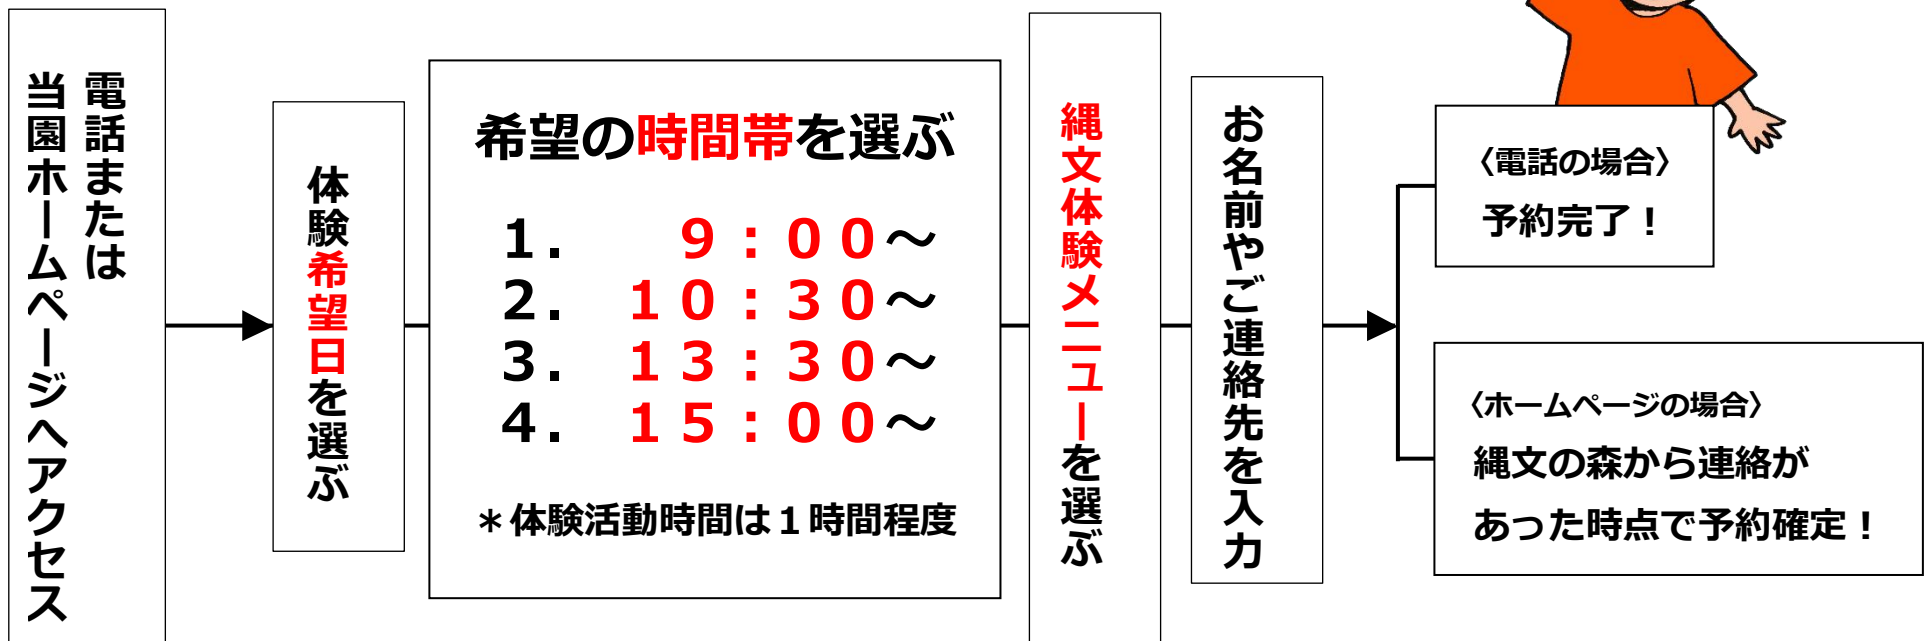 電話または
当園ホームページへアクセス
体験希望日を選ぶ
希望の時間帯を選ぶ
1.　9：００～
2.　１０：３０～
3.　１３：３０～
4.　１５：００～
＊体験活動時間は１時間程度
縄文体験メニューを選ぶ
お名前やご連絡先を入力
〈電話の場合〉
予約完了！
〈ホームページの場合〉
縄文の森から連絡が
あった時点で予約確定！